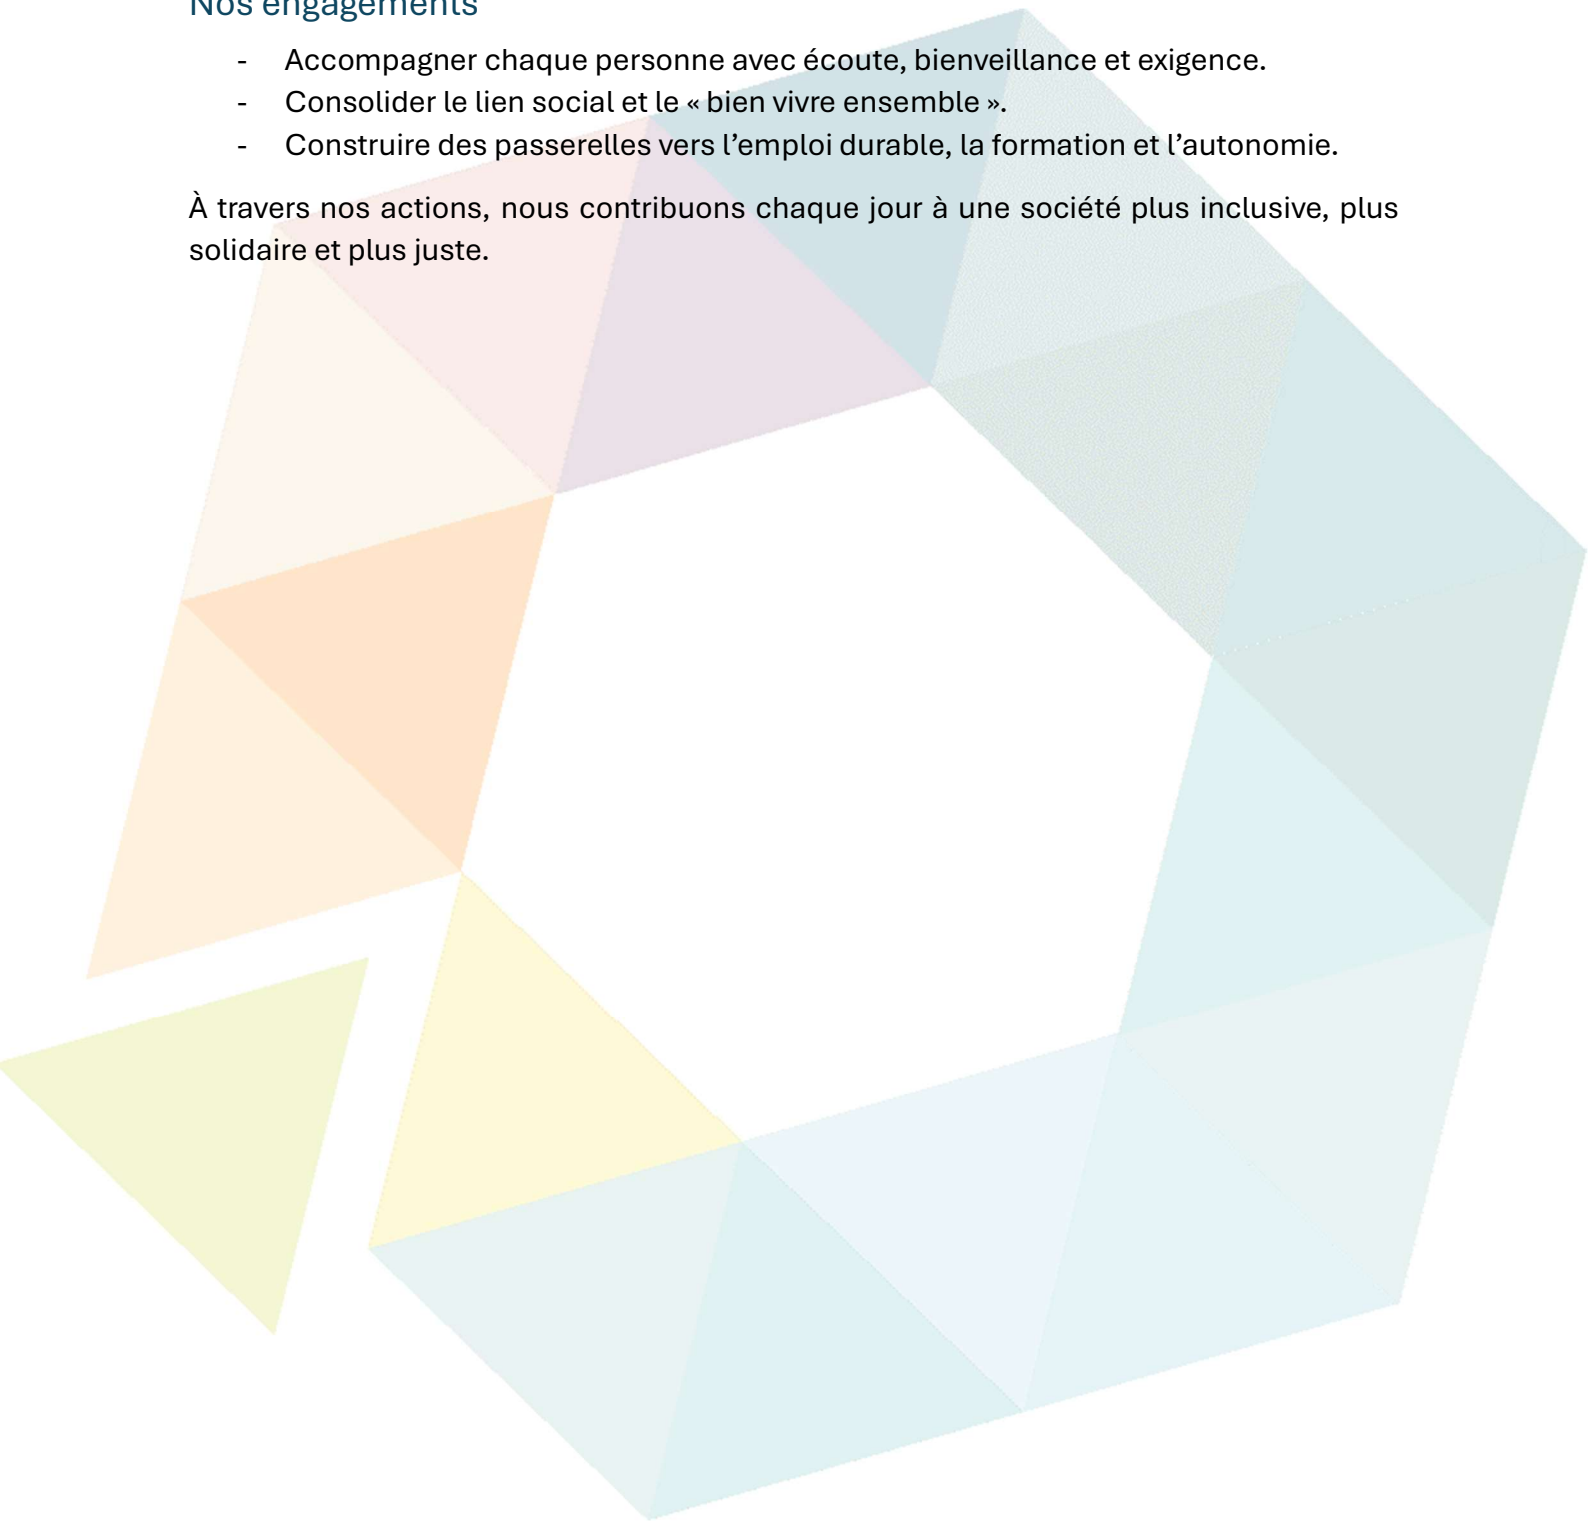 Nos engagements
- Accompagner chaque personne avec écoute, bienveillance et exigence.
- Consolider le lien social et le « bien vivre ensemble ».
- Construire des passerelles vers l’emploi durable, la formation et l’autonomie.
À travers nos actions, nous contribuons chaque jour à une société plus inclusive, plus
solidaire et plus juste.